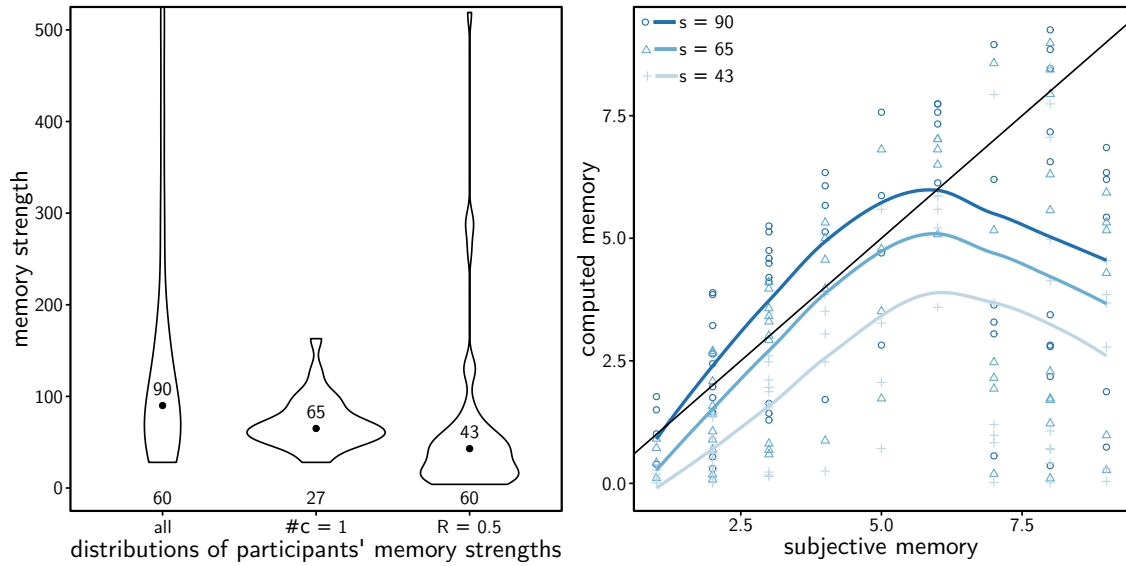 500
400
300
200
100
0
memory strength
90
65
43
60
27
60
all
#c = 1
R = 0.5
distributions of participants' memory strengths
s = 90
s = 65
s = 43
7.5
5.0
2.5
0.0
computed memory
2.5
5.0
7.5
subjective memory